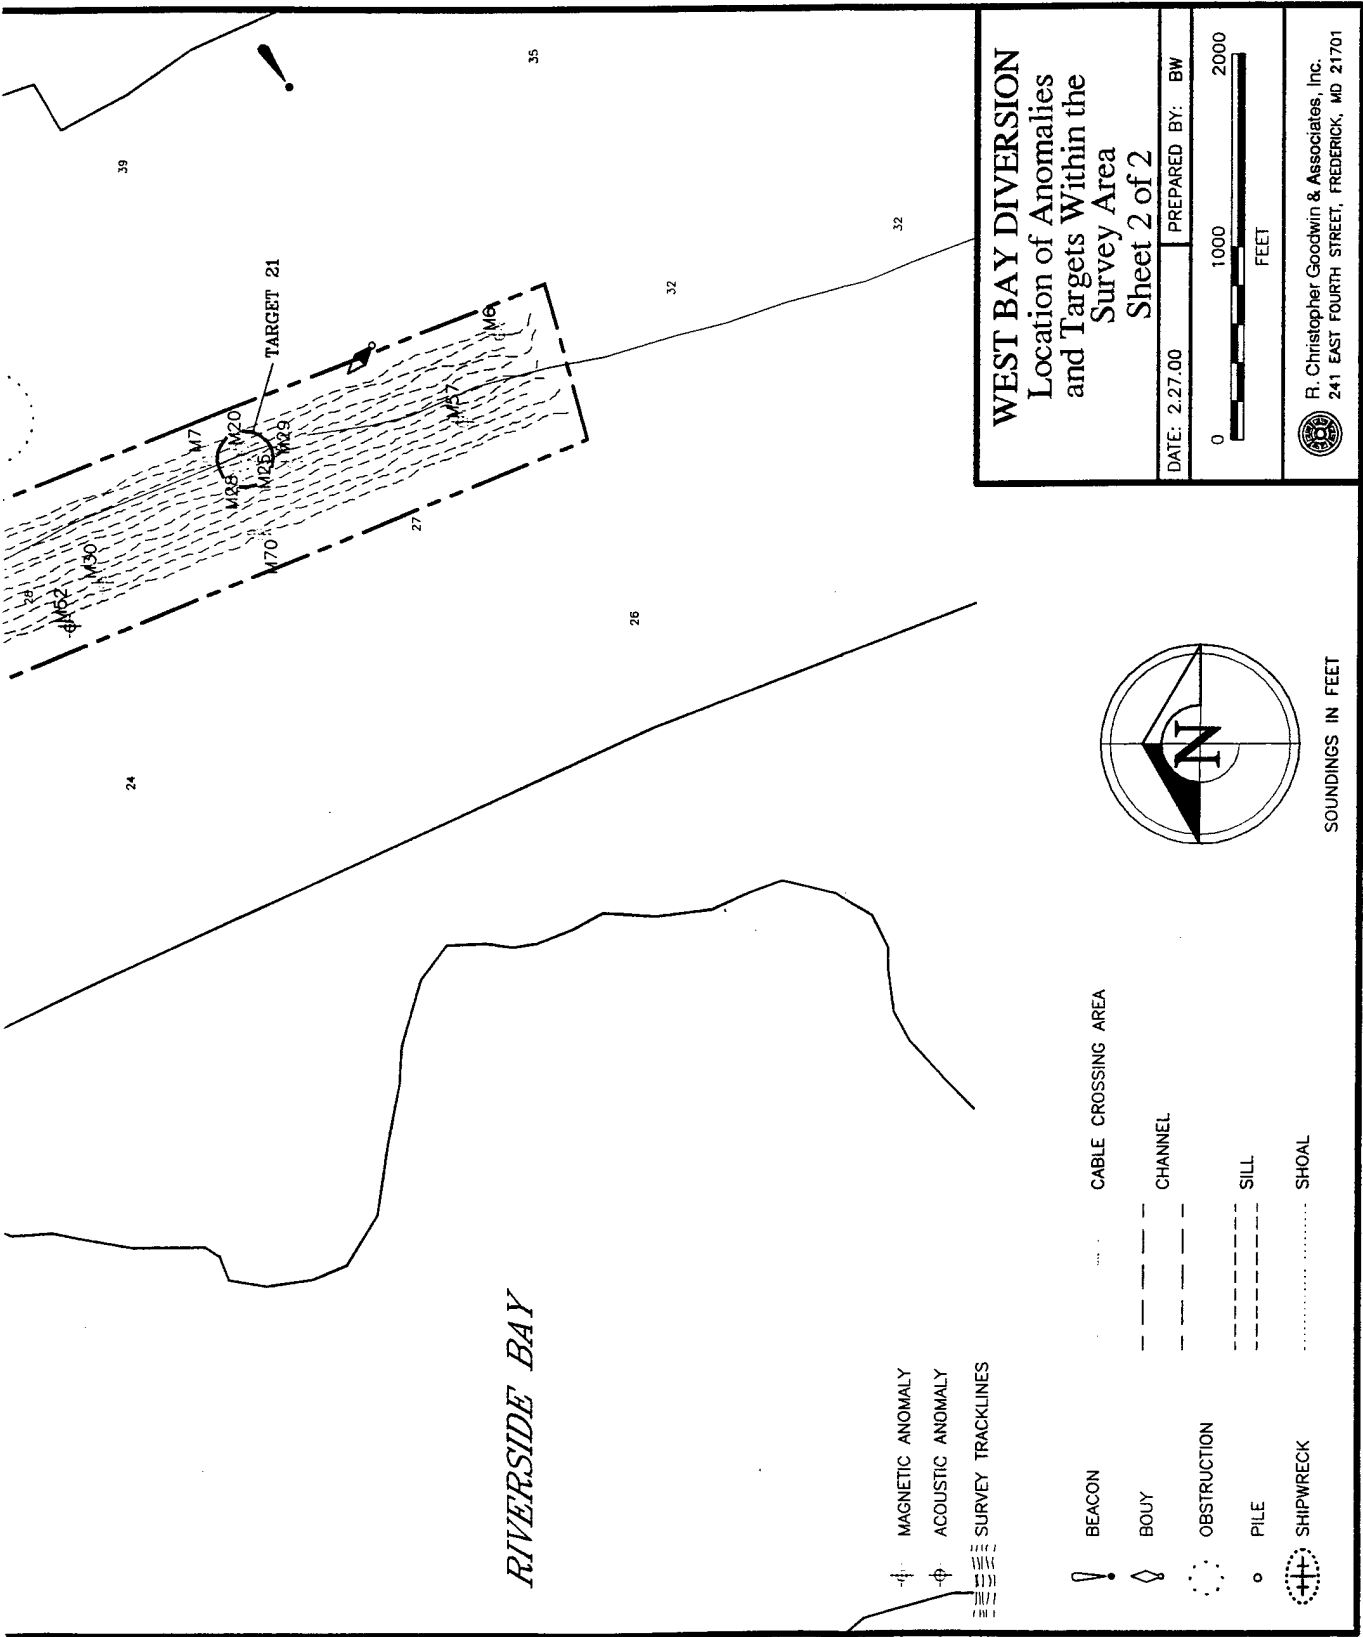 35
39
32
32
TARGET 21
M6
M57
M7
M20
M29
M28
M25
M70
27
M30
M52
28
26
24
RIVERSIDE BAY
WEST BAY DIVERSION
Location of Anomalies
and Targets Within the
Survey Area
Sheet 2 of 2
DATE: 2.27.00
PREPARED BY: BW
0 1000 2000
FEET
R. Christopher Goodwin & Associates, Inc.
241 EAST FOURTH STREET, FREDERICK, MD 21701
N
SOUNDINGS IN FEET
MAGNETIC ANOMALY
ACOUSTIC ANOMALY
SURVEY TRACKLINES
BEACON
BOUY
OBSTRUCTION
PILE
SHIPWRECK
CABLE CROSSING AREA
CHANNEL
SILL
SHOAL